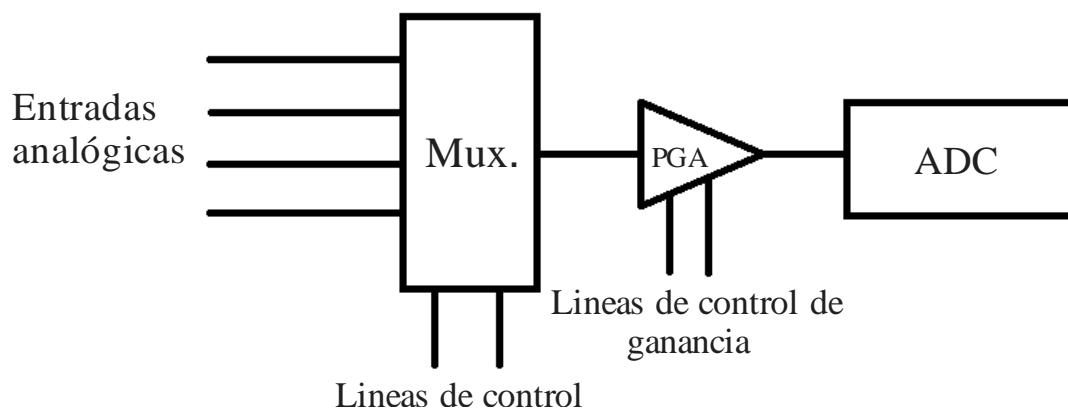 Entradas
analógicas
Mux.
PGA
ADC
Lineas de control de
ganancia
Lineas de control